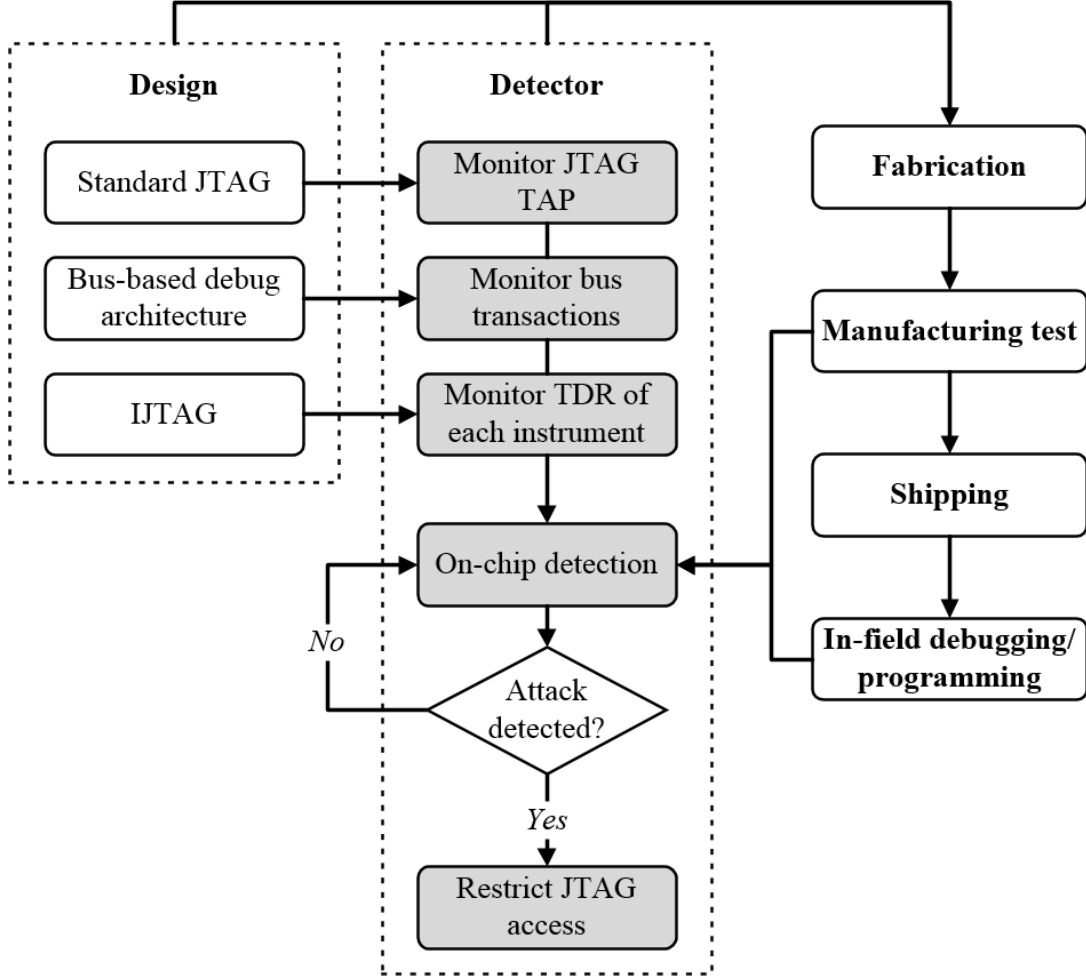 Design
Standard JTAG
Bus-based debug
architecture
IJTAG
Detector
Monitor JTAG
TAP
Monitor bus
transactions
Monitor TDR of
each instrument
On-chip detection
No
Attack
detected?
Yes
Restrict JTAG
access
Fabrication
Manufacturing test
Shipping
In-field debugging/
programming